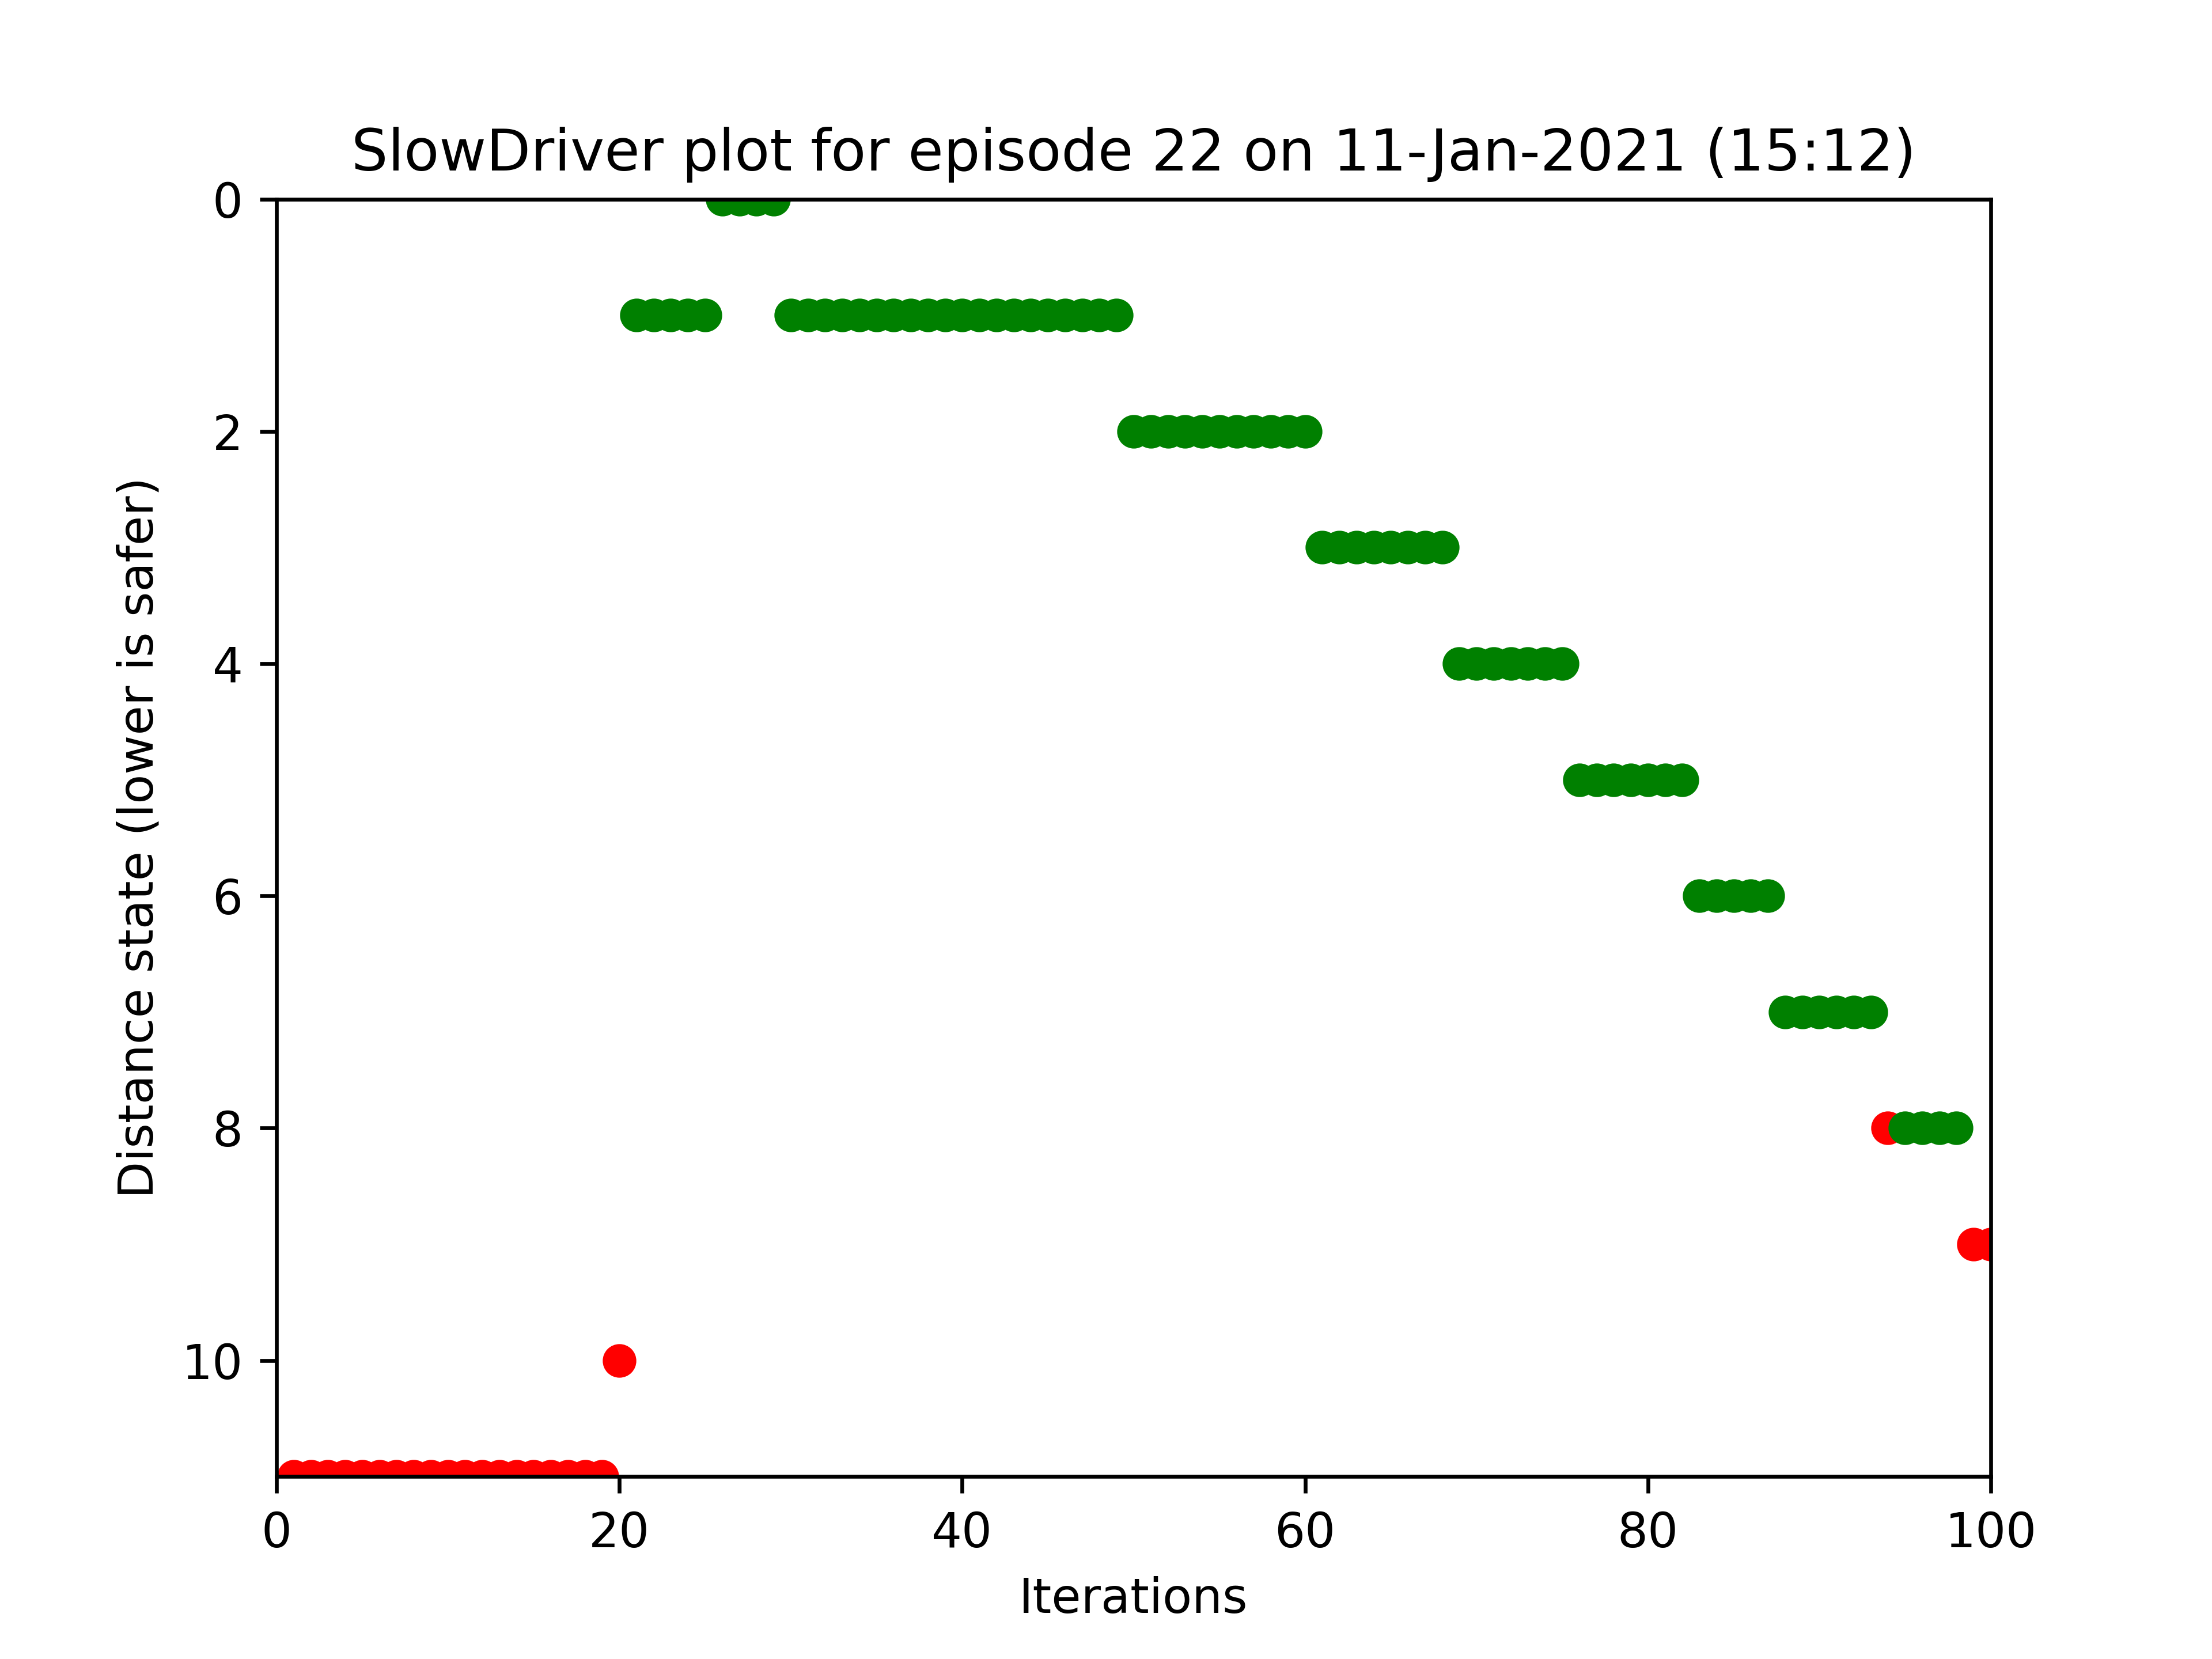 SlowDriver plot for episode 22 on 11-Jan-2021 (15:12)
0
2
4
6
8
10
Distance state (lower is safer)
0 20 40 60 80 100
Iterations